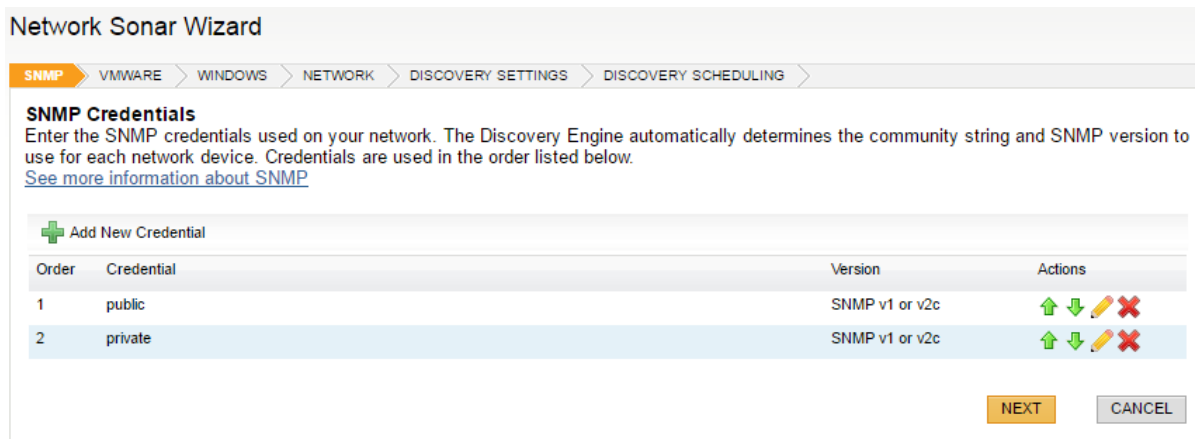 Network Sonar Wizard
SNMP VMWARE WINDOWS NETWORK DISCOVERY SETTINGS DISCOVERY SCHEDULING
SNMP Credentials
Enter the SNMP credentials used on your network. The Discovery Engine automatically determines the community string and SNMP version to
use for each network device. Credentials are used in the order listed below.
See more information about SNMP
Add New Credential
Order Credential Version Actions
1 public SNMP v1 or v2c
2 private SNMP v1 or v2c
NEXT CANCEL